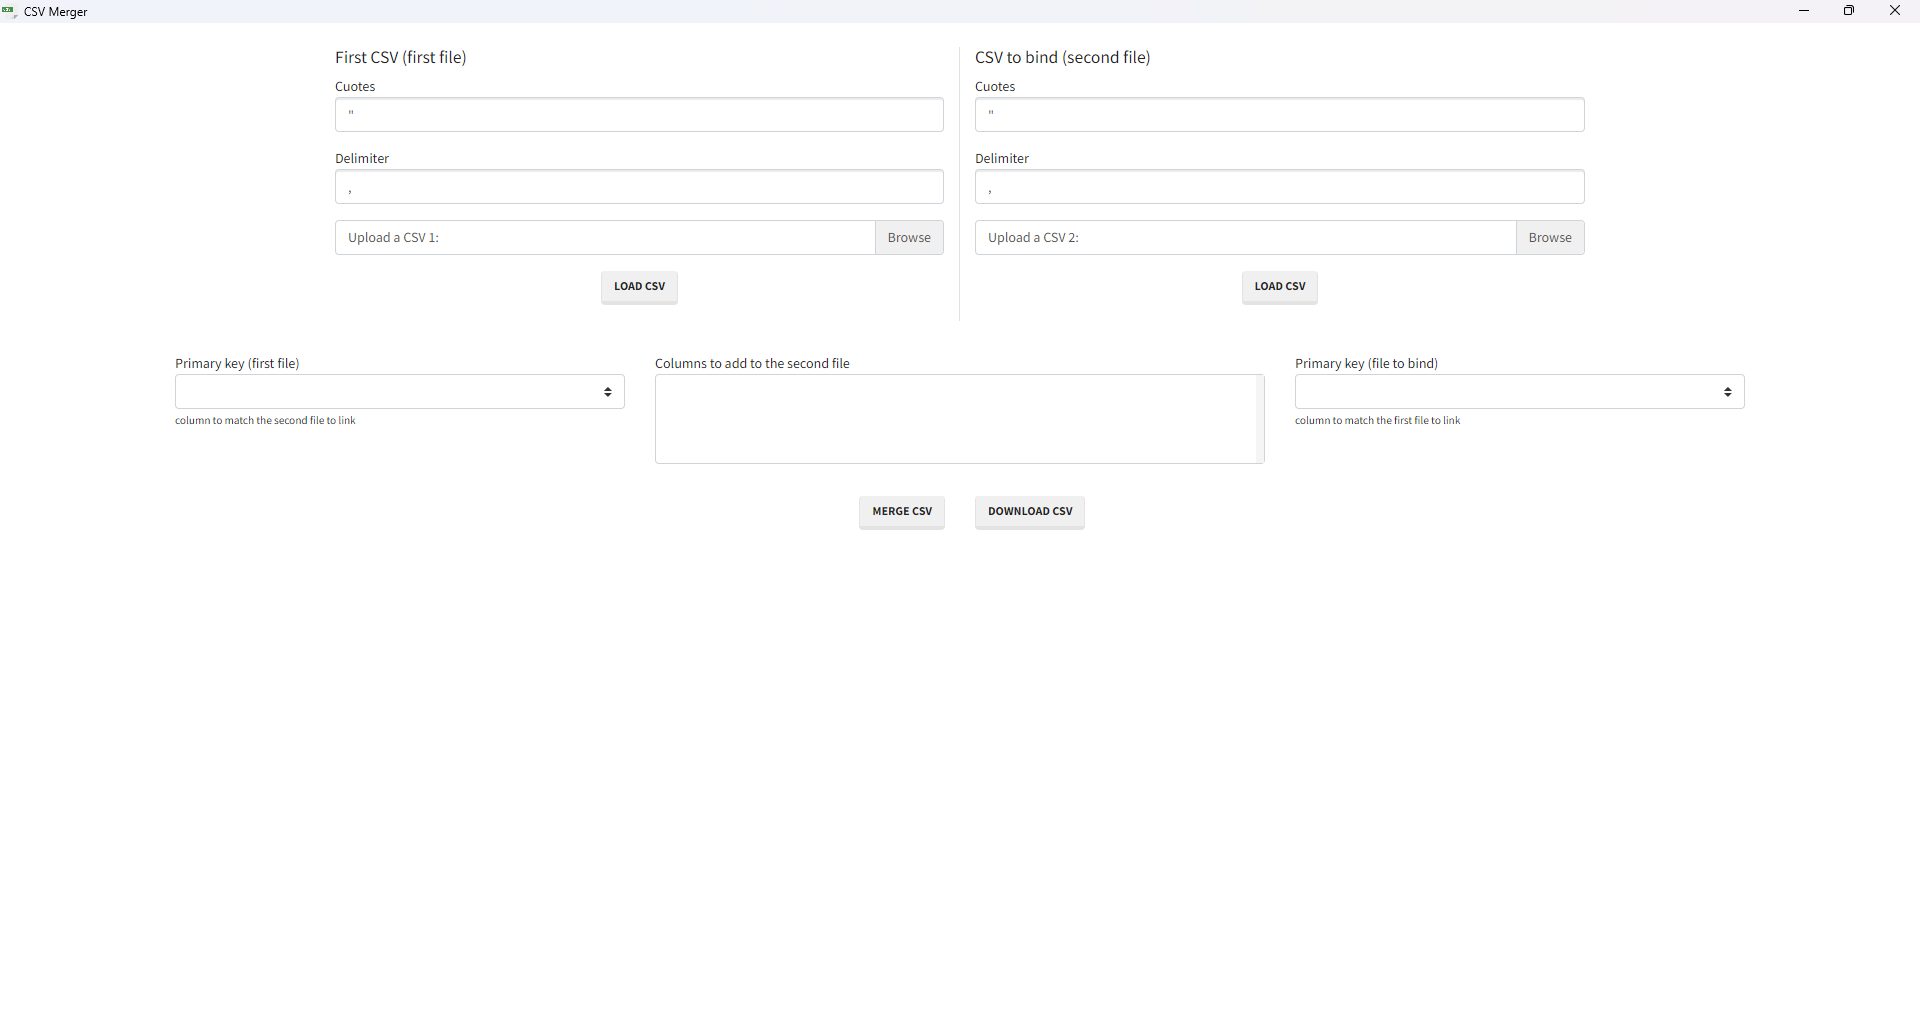 CSV Merger
First CSV (first file)
Cuotes
"
Delimiter
,
Upload a CSV 1:
Browse
LOAD CSV
CSV to bind (second file)
Cuotes
"
Delimiter
,
Upload a CSV 2:
Browse
LOAD CSV
Primary key (first file)
column to match the second file to link
Columns to add to the second file
Primary key (file to bind)
column to match the first file to link
MERGE CSV
DOWNLOAD CSV